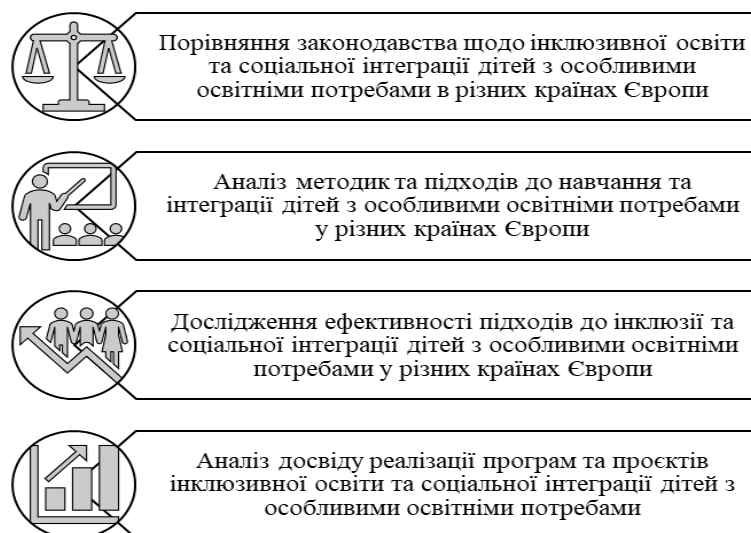 Порівняння законодавства щодо інклюзивної освіти
та соціальної інтеграції дітей з особливими
освітніми потребами в різних країнах Європи
Аналіз методик та підходів до навчання та
інтеграції дітей з особливими освітніми потребами
у різних країнах Європи
Дослідження ефективності підходів до інклюзії та
соціальної інтеграції дітей з особливими освітніми
потребами у різних країнах Європи
Аналіз досвіду реалізації програм та проєктів
інклюзивної освіти та соціальної інтеграції дітей з
особливими освітніми потребами